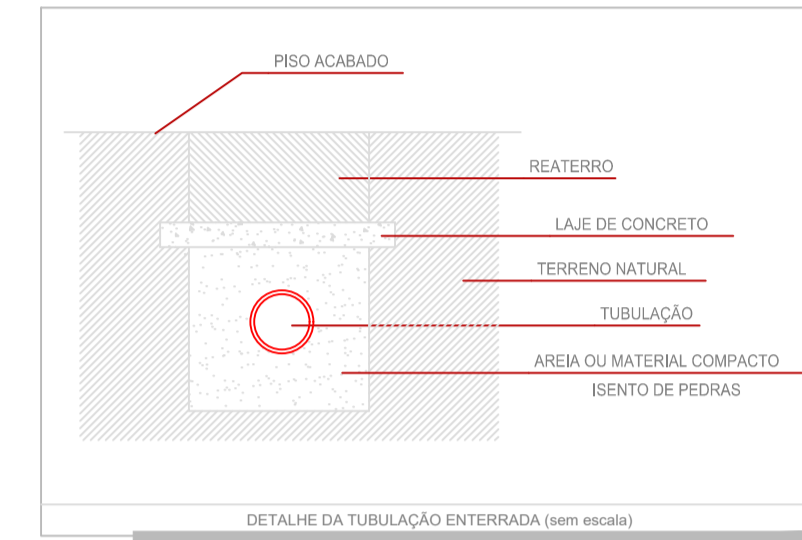 PISO ACABADO
REATERRO
LAJE DE CONCRETO
TERRENO NATURAL
TUBULAÇÃO
AREIA OU MATERIAL COMPACTO
ISENTO DE PEDRAS
DETALHE DA TUBULAÇÃO ENTERRADA (sem escala)